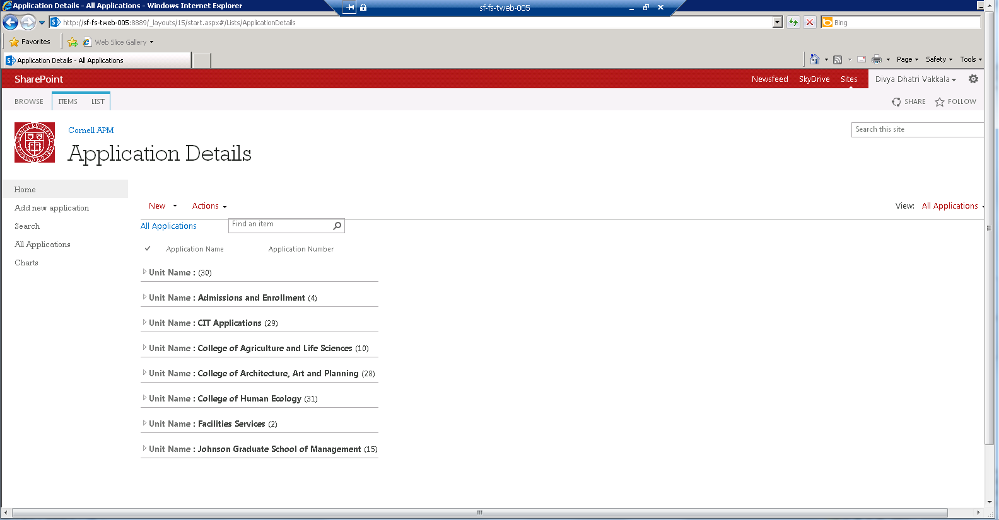 Application Details - All Applications - Windows Internet Explorer
sf-fs-tweb-005
http://sf-fs-tweb-005:8889/_layouts/15/start.aspx#/Lists/ApplicationDetails
Bing
Favorites
Web Slice Gallery
Application Details - All Applications
Page
Safety
Tools
SharePoint
Newsfeed
SkyDrive
Sites
Divya Dhatri Vakkala
BROWSE
ITEMS
LIST
SHARE
FOLLOW
Cornell APM
Search this site
Application Details
Home
Add new application
Search
All Applications
Charts
New
Actions
View: All Applications
All Applications
Find an item
Application Name
Application Number
Unit Name : (30)
Unit Name : Admissions and Enrollment (4)
Unit Name : CIT Applications (29)
Unit Name : College of Agriculture and Life Sciences (10)
Unit Name : College of Architecture, Art and Planning (28)
Unit Name : College of Human Ecology (31)
Unit Name : Facilities Services (2)
Unit Name : Johnson Graduate School of Management (15)